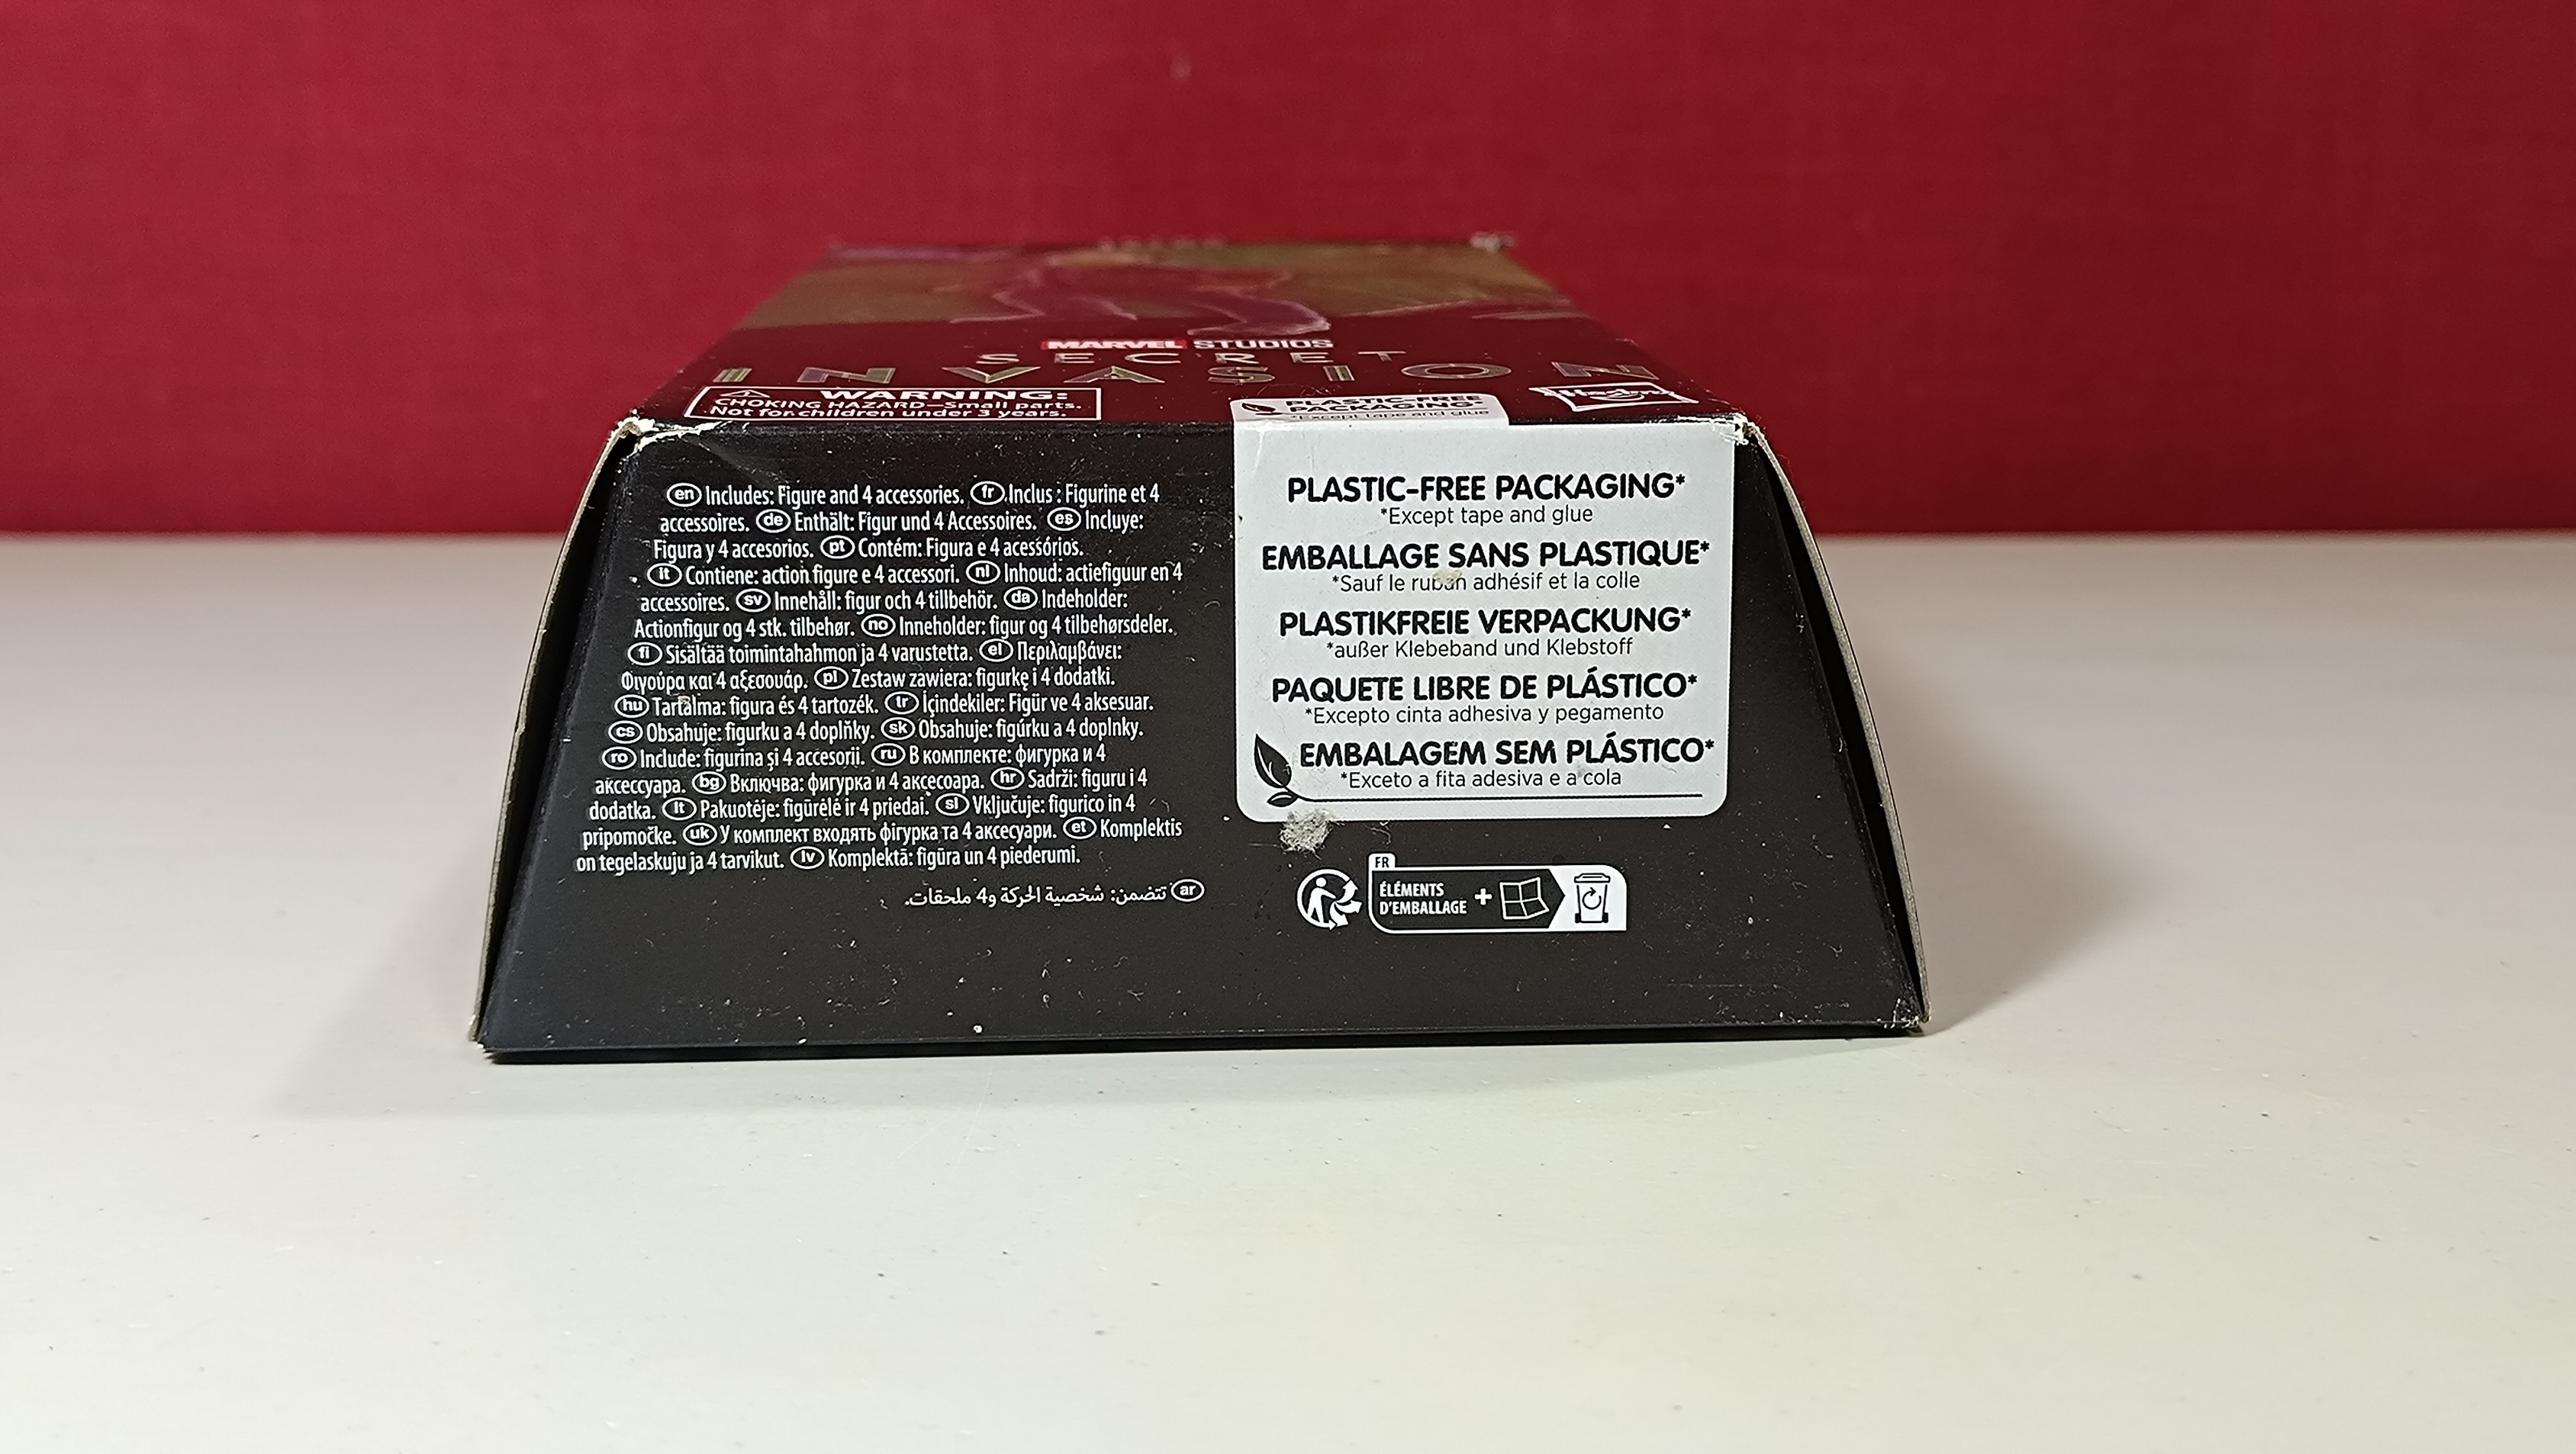 MARVEL STUDIOS
SECRET
INVASION
WARNING:
CHOKING HAZARD—Small parts.
Not for children under 3 years.
PLASTIC-FREE
PACKAGING*
*Except tape and glue
Hasbro
en Includes: Figure and 4 accessories. fr Inclus : Figurine et 4
accessoires. de Enthält: Figur und 4 Accessoires. es Incluye:
Figura y 4 accesorios. pt Contém: Figura e 4 acessórios.
it Contiene: action figure e 4 accessori. nl Inhoud: actiefiguur en 4
accessoires. sv Innehåll: figur och 4 tillbehör. da Indeholder:
Actionfigur og 4 stk. tilbehør. no Inneholder: figur og 4 tilbehørsdeler.
fi Sisältää toimintahahmon ja 4 varustetta. el Περιλαμβάνει:
Φιγούρα και 4 αξεσουάρ. pl Zestaw zawiera: figurkę i 4 dodatki.
hu Tartalma: figura és 4 tartozék. tr İçindekiler: Figür ve 4 aksesuar.
cs Obsahuje: figurku a 4 doplňky. sk Obsahuje: figúrku a 4 doplnky.
ro Include: figurina și 4 accesorii. ru В комплекте: фигурка и 4
аксессуара. bg Включва: фигурка и 4 аксесоара. hr Sadrži: figuru i 4
dodatka. lt Pakuotėje: figūrėlė ir 4 priedai. sl Vključuje: figurico in 4
pripomočke. uk У комплект входять фігурка та 4 аксесуари. et Komplektis
on tegelaskuju ja 4 tarvikut. lv Komplektā: figūra un 4 piederumi.
ar تتضمن: شخصية الحركة و4 ملحقات.
PLASTIC-FREE PACKAGING*
*Except tape and glue
EMBALLAGE SANS PLASTIQUE*
*Sauf le ruban adhésif et la colle
PLASTIKFREIE VERPACKUNG*
*außer Klebeband und Klebstoff
PAQUETE LIBRE DE PLÁSTICO*
*Excepto cinta adhesiva y pegamento
EMBALAGEM SEM PLÁSTICO*
*Exceto a fita adesiva e a cola
FR
ÉLÉMENTS
D'EMBALLAGE +